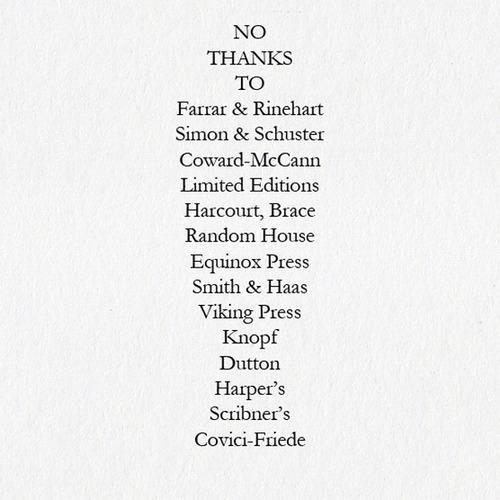 NO
THANKS
TO
Farrar & Rinehart
Simon & Schuster
Coward-McCann
Limited Editions
Harcourt, Brace
Random House
Equinox Press
Smith & Haas
Viking Press
Knopf
Dutton
Harper’s
Scribner’s
Covici-Friede